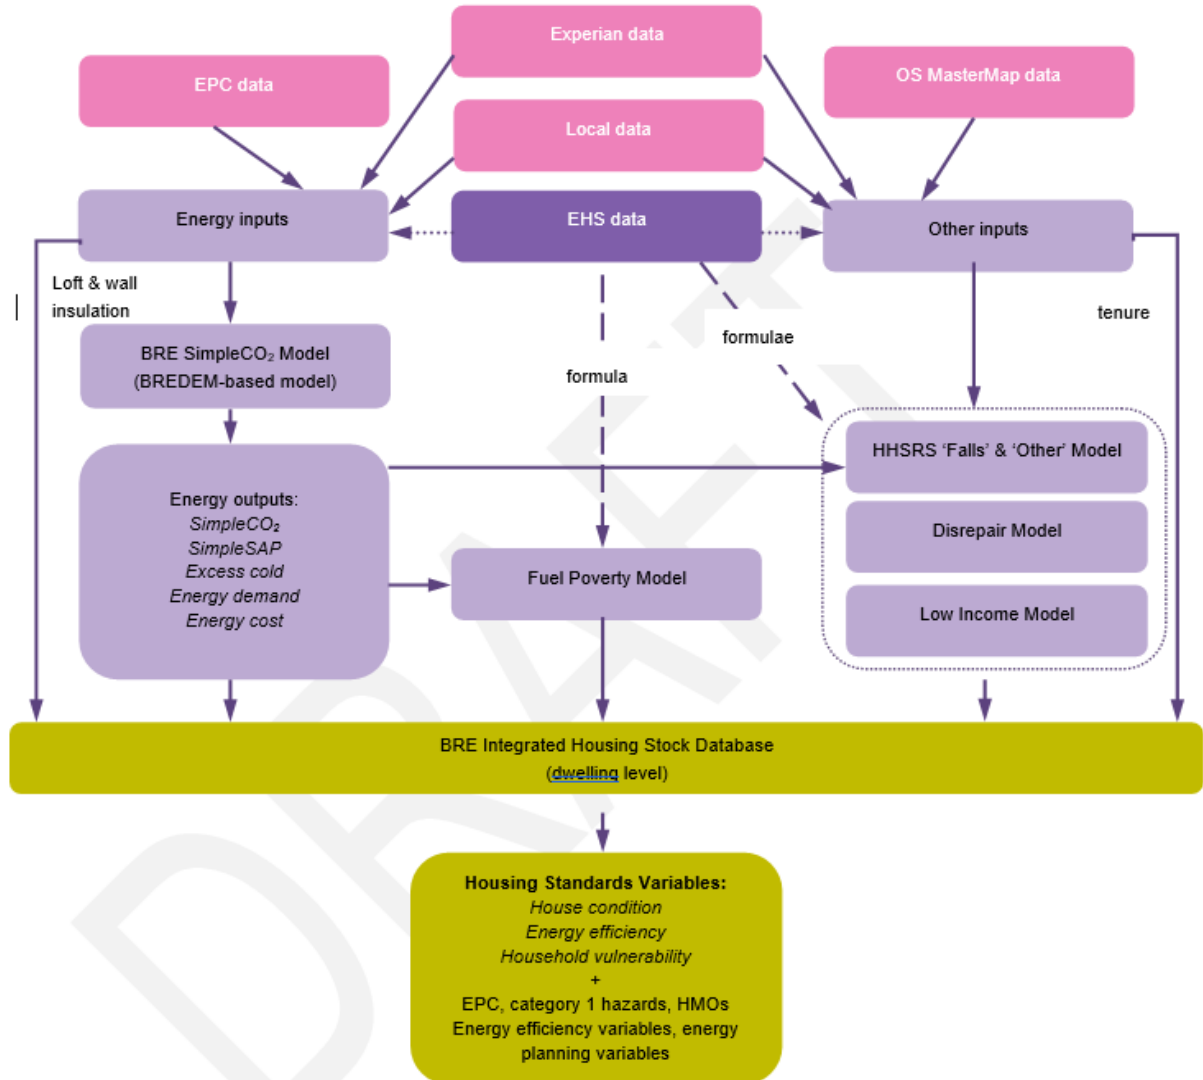 Experian data
EPC data
OS MasterMap data
Local data
Energy inputs
EHS data
Other inputs
Loft & wall
insulation
tenure
formulae
BRE SimpleCO₂ Model
(BREDEM-based model)
formula
HHSRS ‘Falls’ & ‘Other’ Model
Energy outputs:
SimpleCO₂
SimpleSAP
Excess cold
Energy demand
Energy cost
Disrepair Model
Fuel Poverty Model
Low Income Model
BRE Integrated Housing Stock Database
(dwelling level)
Housing Standards Variables:
House condition
Energy efficiency
Household vulnerability
+
EPC, category 1 hazards, HMOs
Energy efficiency variables, energy
planning variables
DRAFT